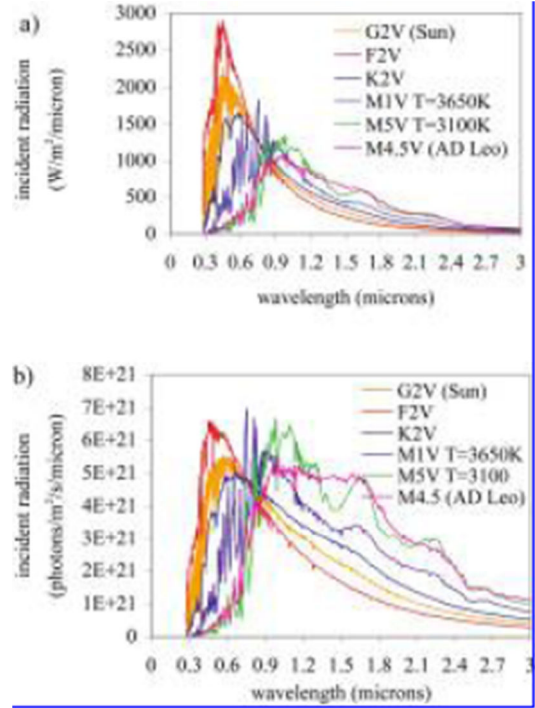 a)
incident radiation
(W/m²/micron)
3000
2500
2000
1500
1000
500
0
G2V (Sun)
F2V
K2V
M1V T=3650K
M5V T=3100K
M4.5V (AD Leo)
0 0.3 0.6 0.9 1.2 1.5 1.8 2.1 2.4 2.7 3
wavelength (microns)
b)
incident radiation
(photons/m²/s/micron)
8E+21
7E+21
6E+21
5E+21
4E+21
3E+21
2E+21
1E+21
0
G2V (Sun)
F2V
K2V
M1V T=3650K
M5V T=3100
M4.5 (AD Leo)
0 0.3 0.6 0.9 1.2 1.5 1.8 2.1 2.4 2.7 3
wavelength (microns)